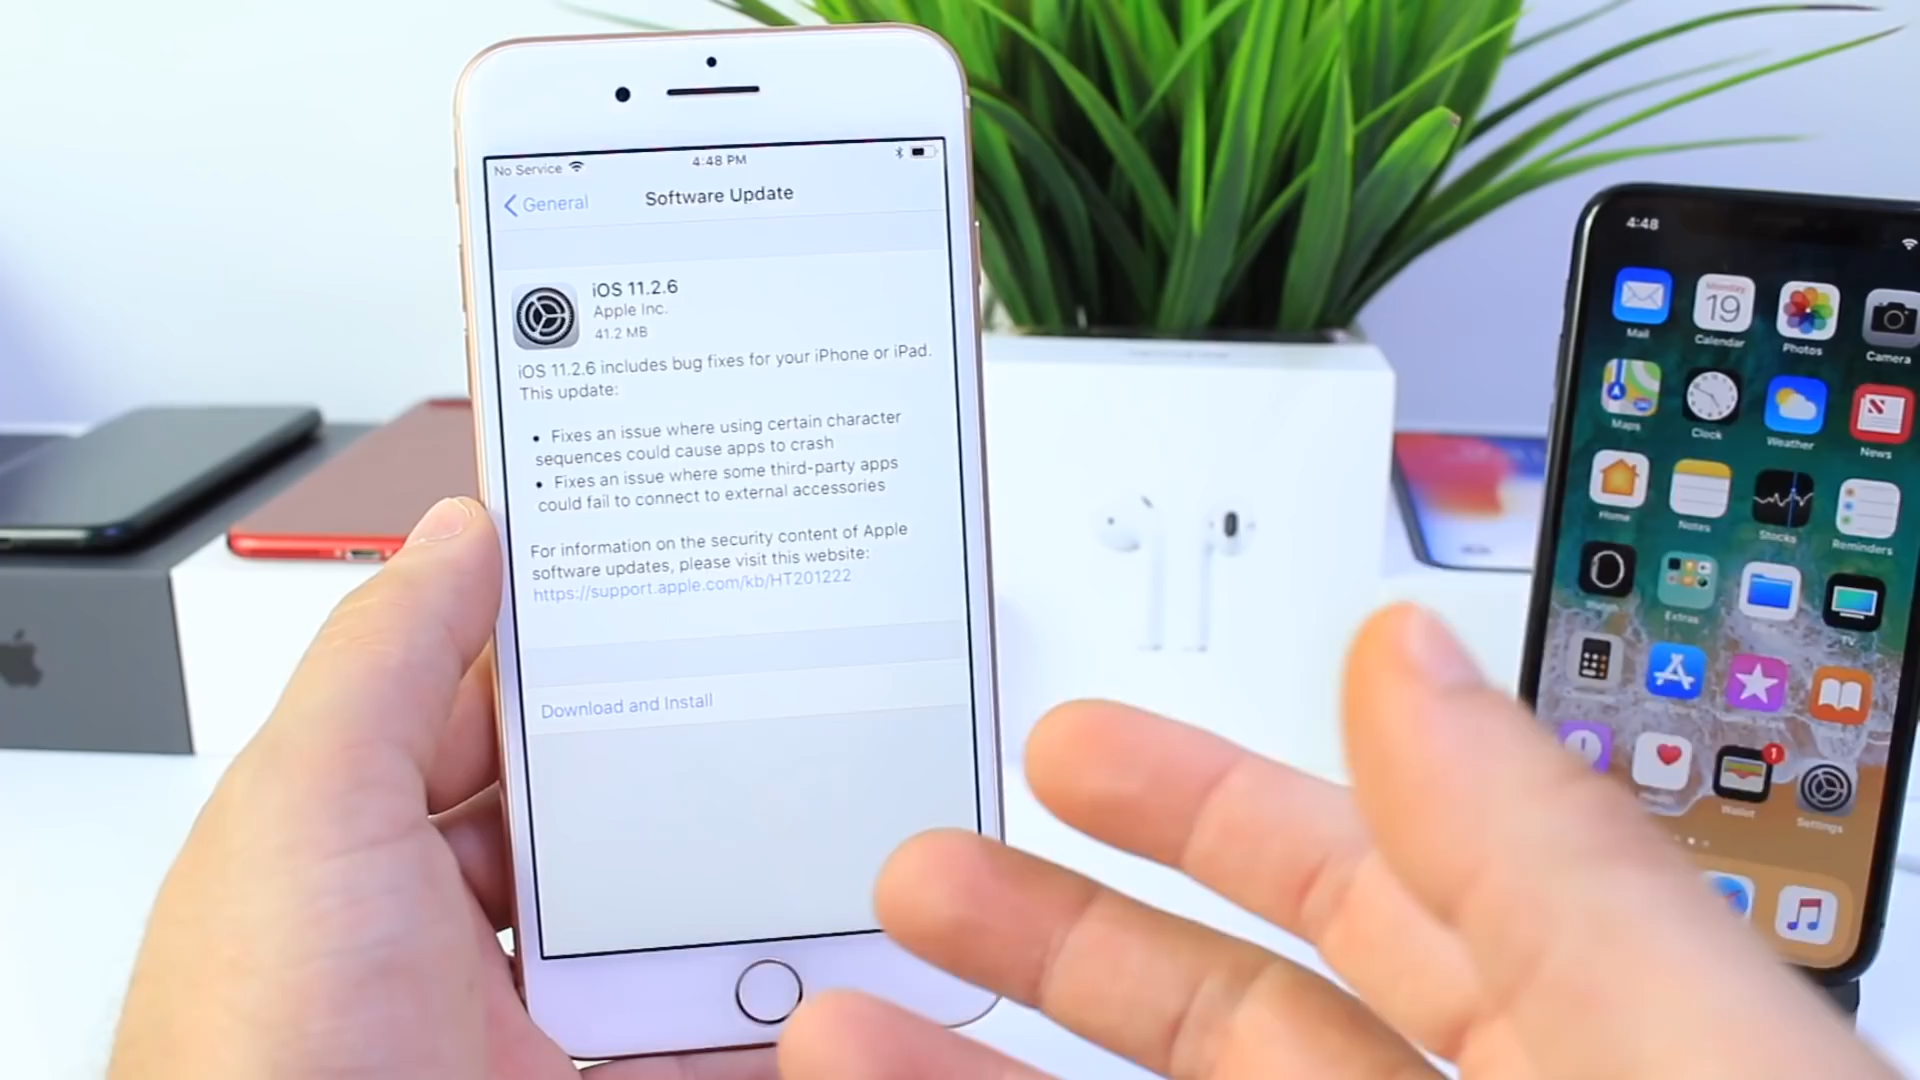 No Service
4:48 PM
General
Software Update
iOS 11.2.6
Apple Inc.
41.2 MB
iOS 11.2.6 includes bug fixes for your iPhone or iPad.
This update:
• Fixes an issue where using certain character
sequences could cause apps to crash
• Fixes an issue where some third-party apps
could fail to connect to external accessories
For information on the security content of Apple
software updates, please visit this website:
https://support.apple.com/kb/HT201222
Download and Install
4:48
Monday
19
Mail
Calendar
Photos
Camera
Maps
Clock
Weather
News
Home
Notes
Stocks
Reminders
Extras
TV
1
Wallet
Settings